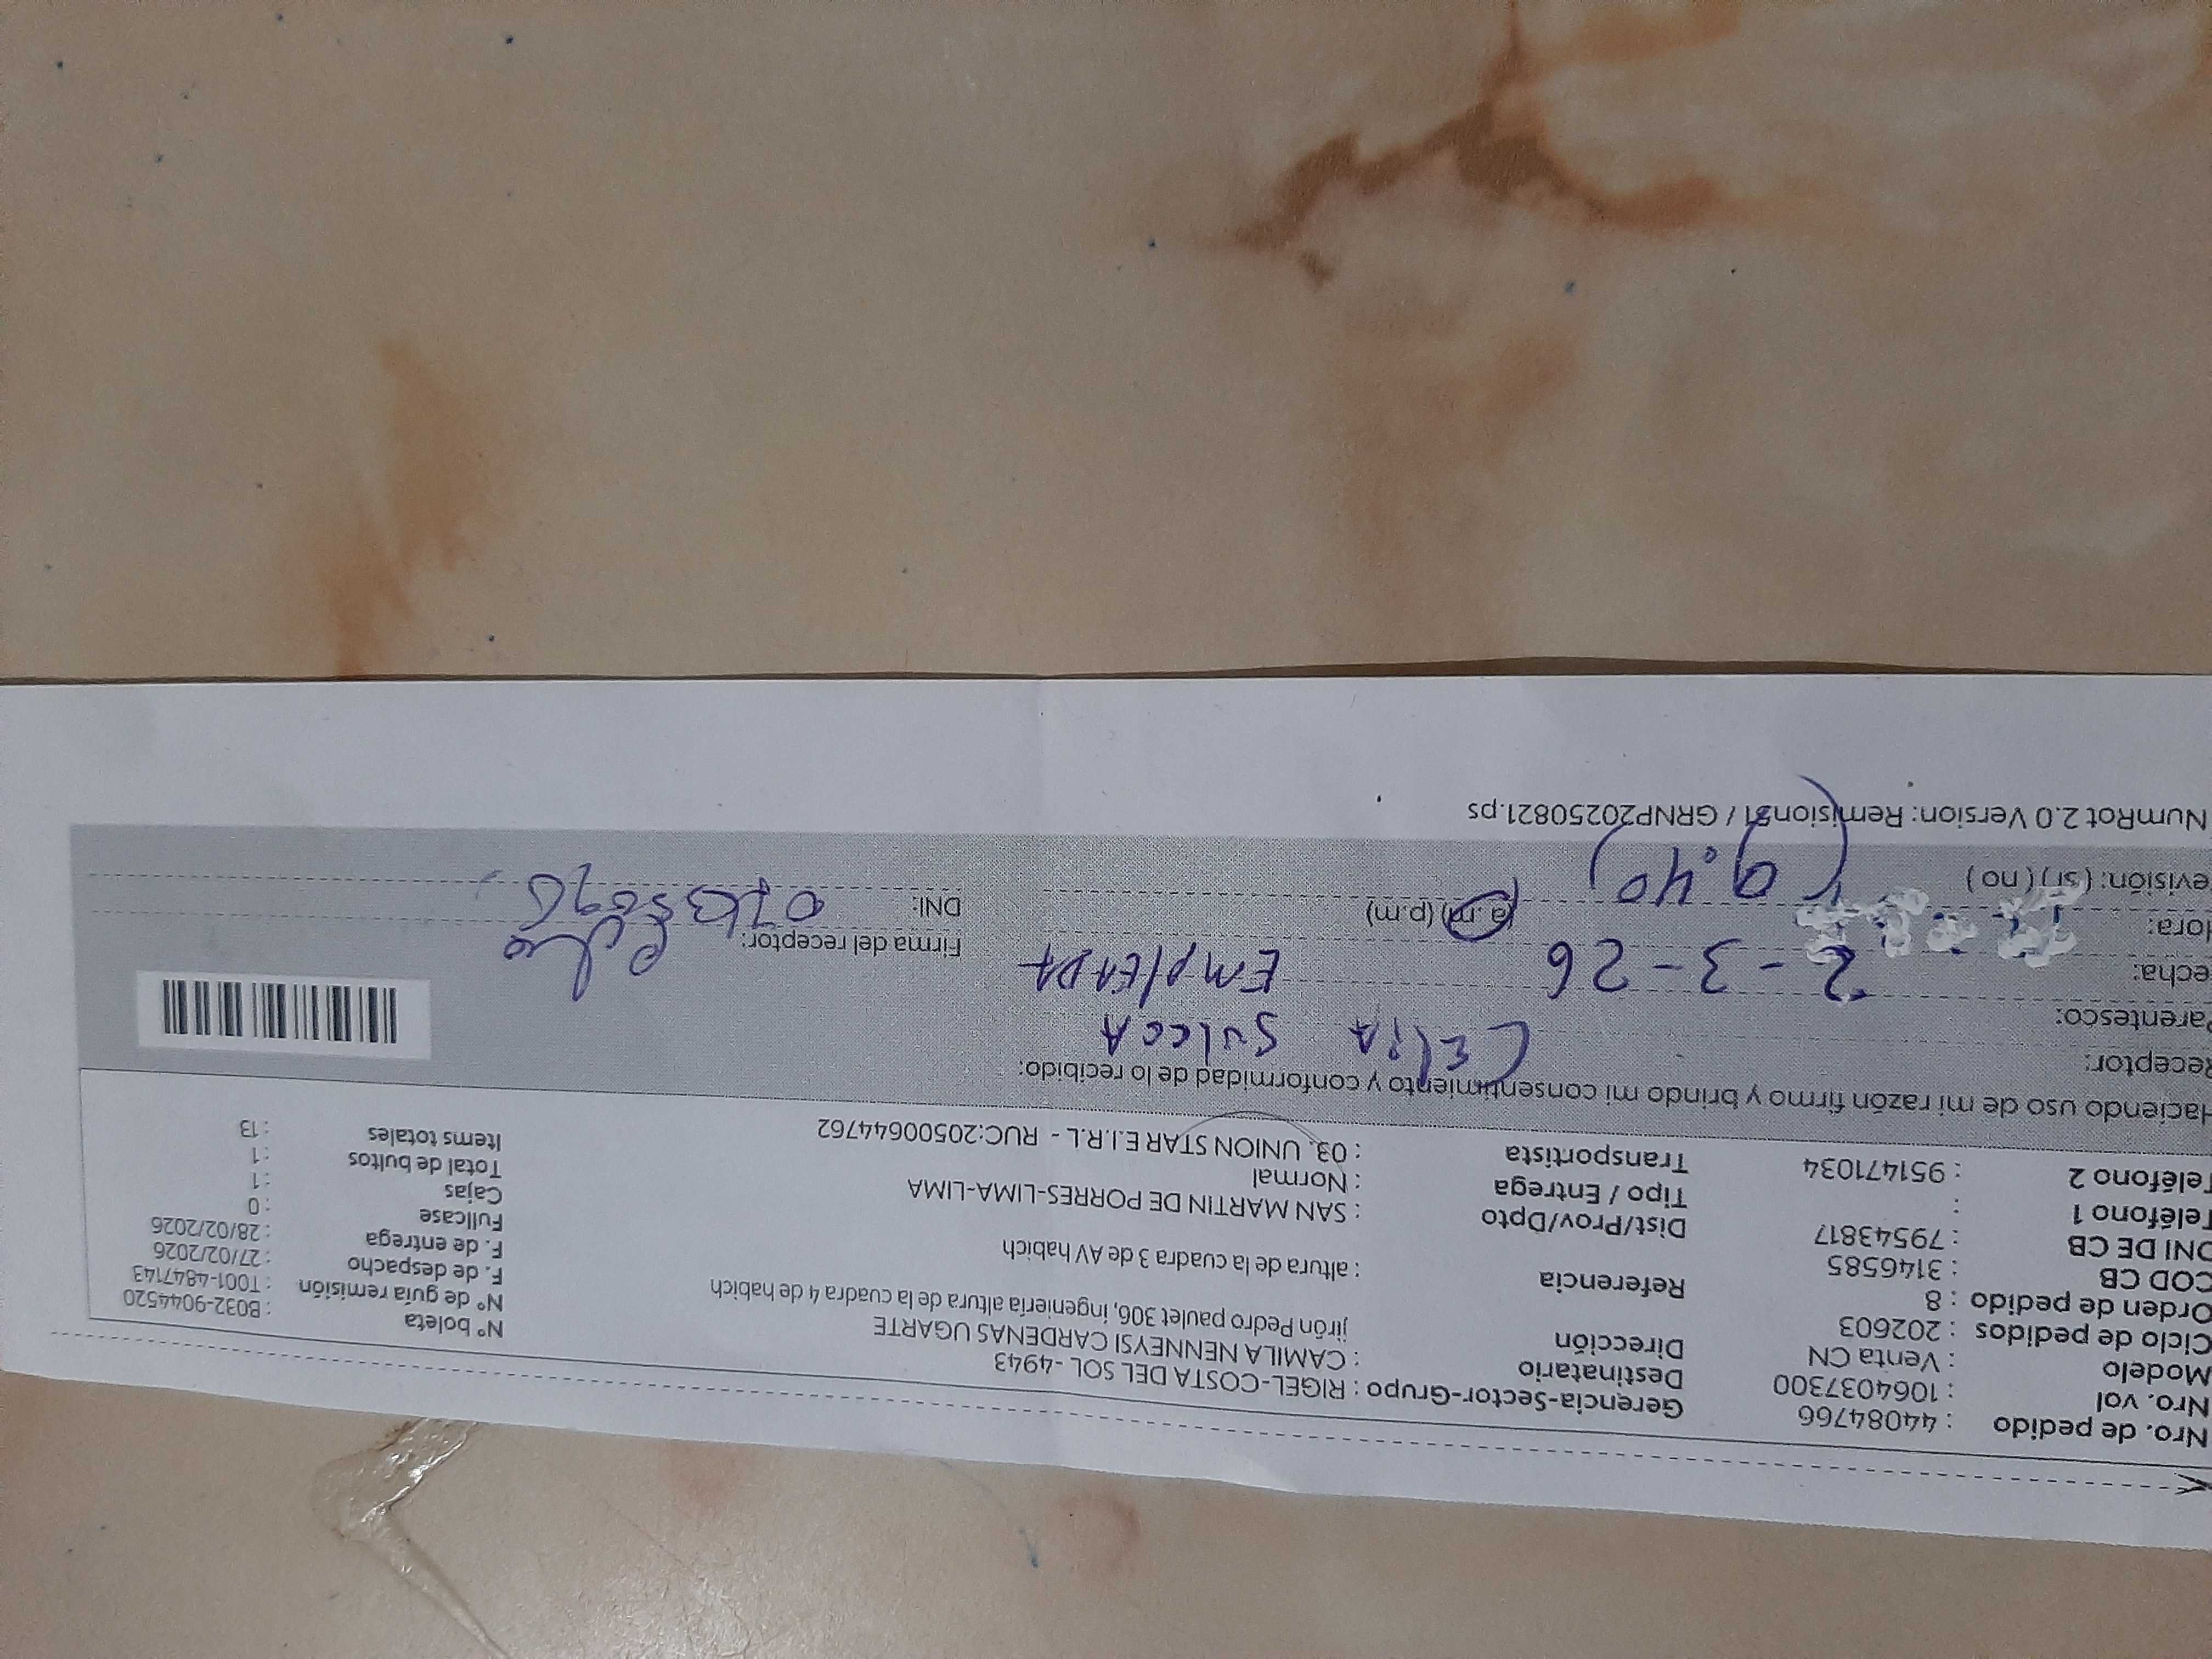 Nro. de pedido : 44084766
Nro. vol : 1064037300
Modelo : Venta CN
Ciclo de pedidos : 202603
Orden de pedido : 8
COD CB : 3146585
DNI DE CB : 79543817
Teléfono 1 :
Teléfono 2 : 951471034
Gerencia-Sector-Grupo : RIGEL-COSTA DEL SOL -4943
Destinatario : CAMILA NENNEYSI CARDENAS UGARTE
Dirección jirón Pedro paulet 306, ingeniería altura de la cuadra 4 de habich
Referencia : altura de la cuadra 3 de AV habich
Dist/Prov/Dpto : SAN MARTIN DE PORRES-LIMA-LIMA
Tipo / Entrega : Normal
Transportista : 03. UNION STAR E.I.R.L - RUC:20500644762
N° boleta : B032-9044520
N° de guía remisión : T001-4847143
F. de despacho : 27/02/2026
F. de entrega : 28/02/2026
Fullcase : 0
Cajas : 1
Total de bultos : 1
Items totales : 13
Haciendo uso de mi razón firmo y brindo mi consentimiento y conformidad de lo recibido:
Receptor: CELIA SULCCA
Parentesco: EMPLEADA
echa: 2-3-26
Hora: 9:40 (a.m) (p.m)
evisión: (si) (no)
Firma del receptor:
DNI:
NumRot 2.0 Version: Remision51 / GRNP20250821.ps